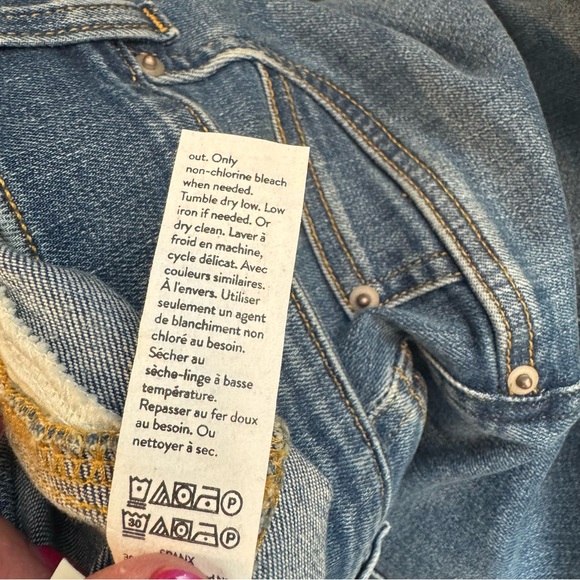 out. Only
non-chlorine bleach
when needed.
Tumble dry low. Low
iron if needed. Or
dry clean. Laver à
froid en machine,
cycle délicat. Avec
couleurs similaires.
À l'envers. Utiliser
seulement un agent
de blanchiment non
chloré au besoin.
Sécher au
sèche-linge à basse
température.
Repasser au fer doux
au besoin. Ou
nettoyer à sec.
P
30 P
SPANX